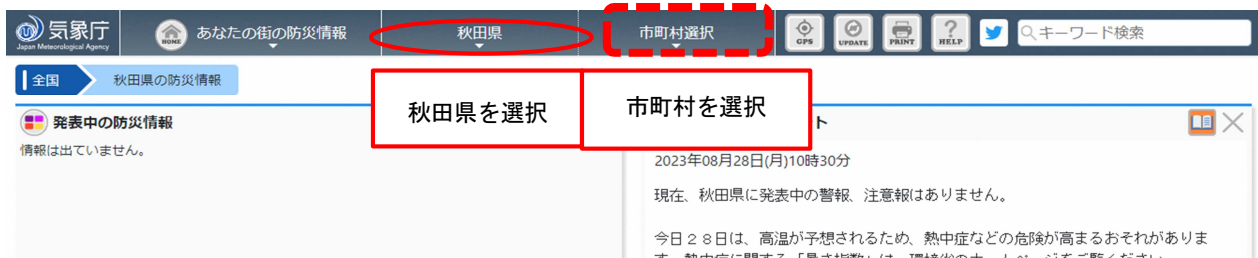 気象庁
Japan Meteorological Agency
HOME
あなたの街の防災情報
秋田県
市町村選択
GPS
UPDATE
PRINT
?
HELP
キーワード検索
全国
秋田県の防災情報
秋田県を選択
市町村を選択
発表中の防災情報
ト
情報は出ていません。
2023年08月28日(月)10時30分
現在、秋田県に発表中の警報、注意報はありません。
今日２８日は、高温が予想されるため、熱中症などの危険が高まるおそれがありま